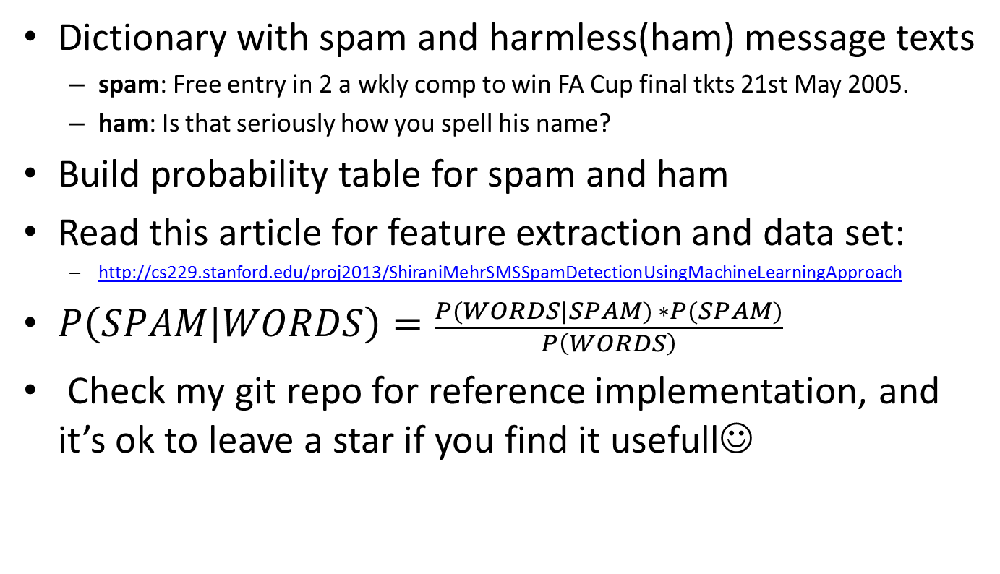 • Dictionary with spam and harmless(ham) message texts
– spam: Free entry in 2 a wkly comp to win FA Cup final tkts 21st May 2005.
– ham: Is that seriously how you spell his name?
• Build probability table for spam and ham
• Read this article for feature extraction and data set:
– http://cs229.stanford.edu/proj2013/ShiraniMehrSMSSpamDetectionUsingMachineLearningApproach
• P(SPAM|WORDS) = P(WORDS|SPAM) *P(SPAM) / P(WORDS)
• Check my git repo for reference implementation, and
it’s ok to leave a star if you find it usefull☺